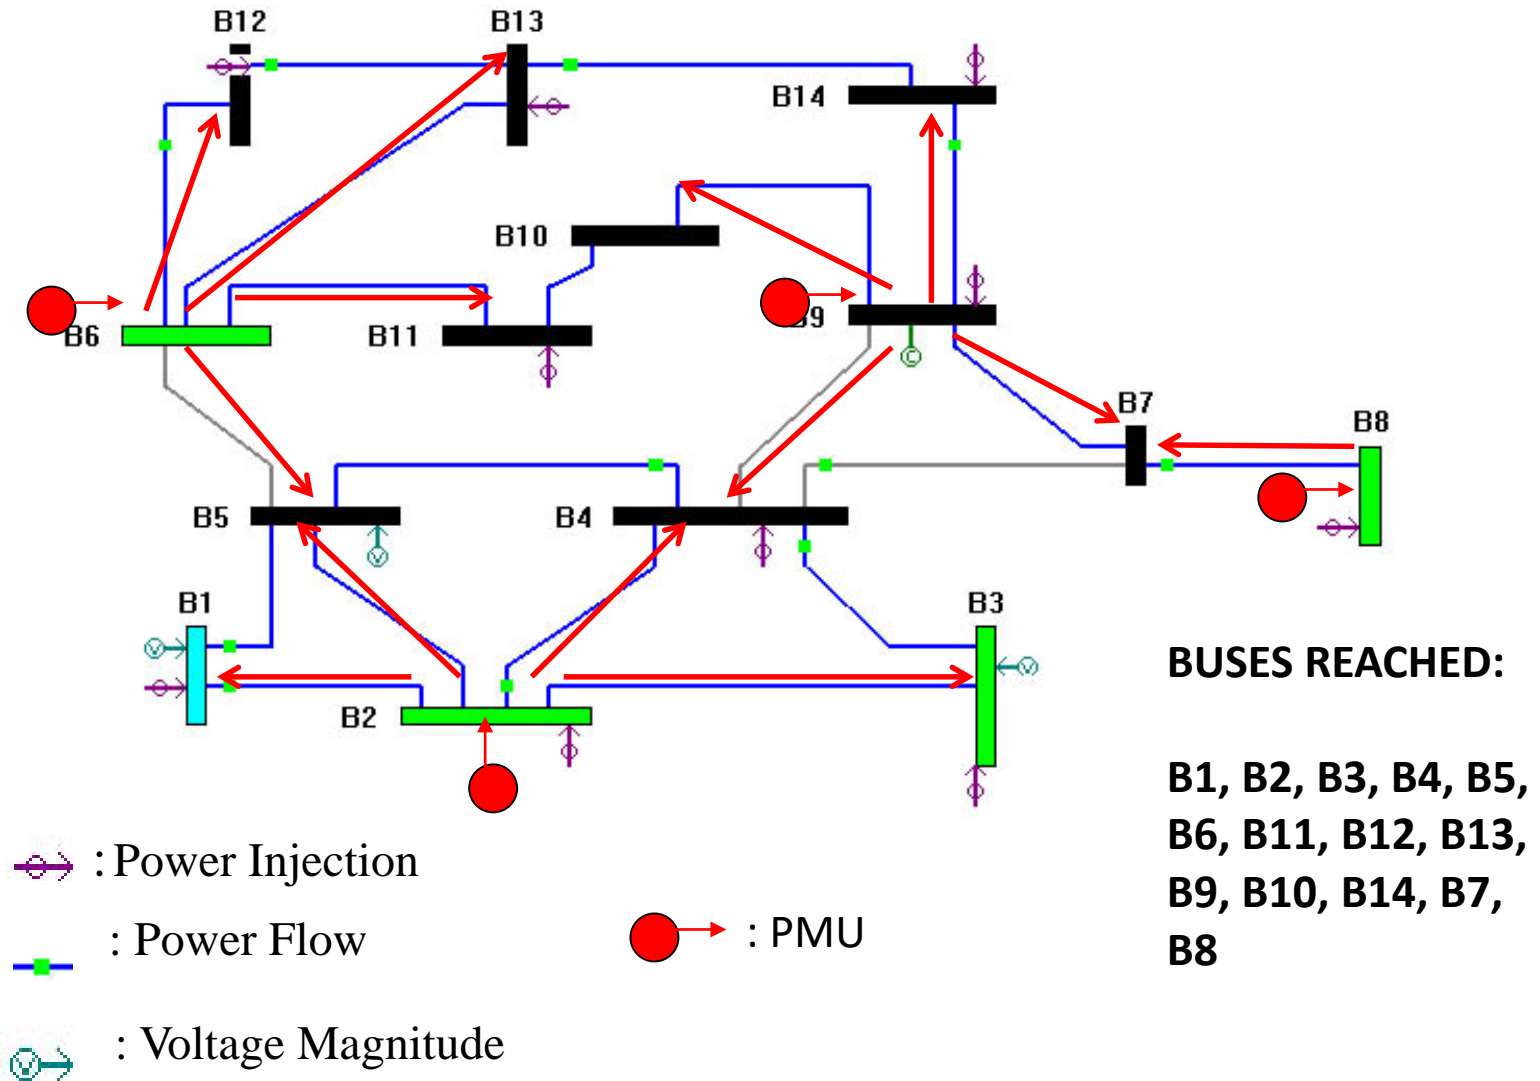 B12
B13
B14
B10
B6
B11
B9
B7
B8
B5
B4
B1
B3
B2
BUSES REACHED:
B1, B2, B3, B4, B5,
B6, B11, B12, B13,
B9, B10, B14, B7,
B8
: Power Injection
: Power Flow
: PMU
: Voltage Magnitude